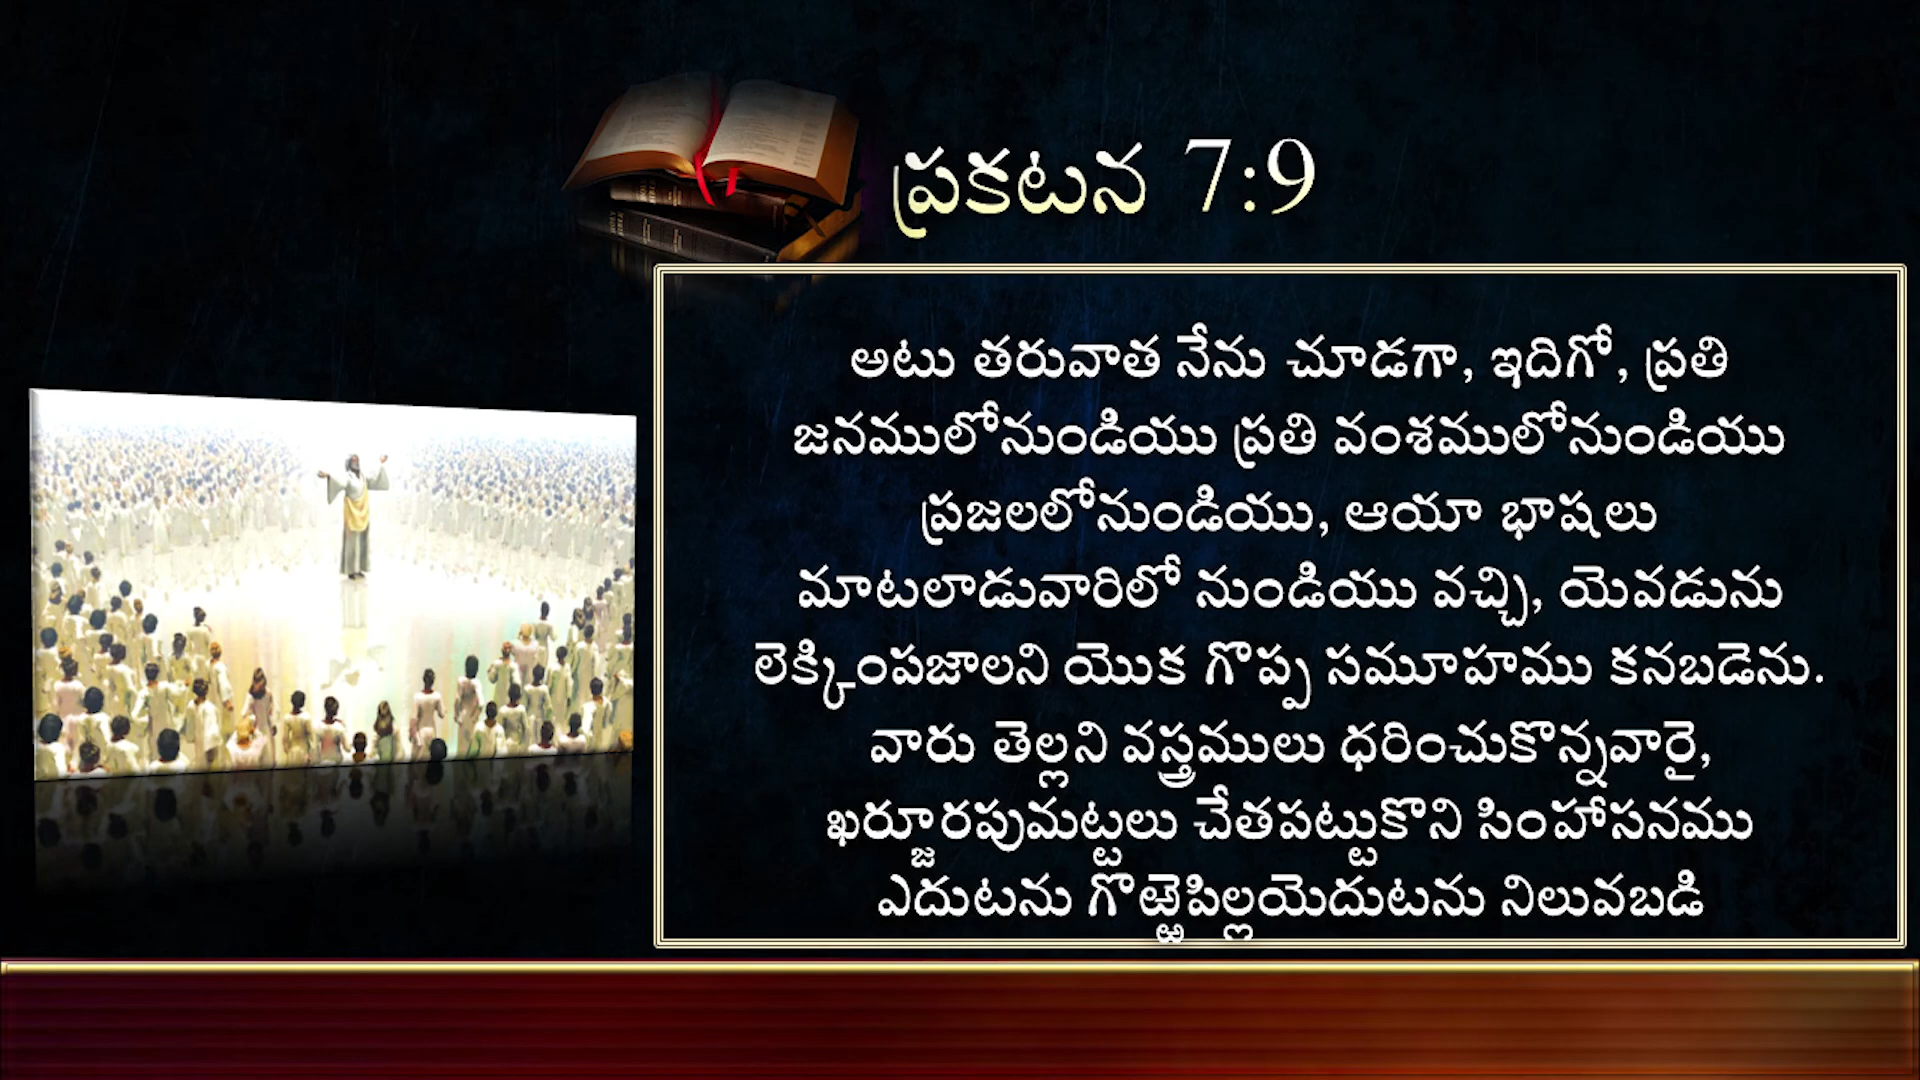 ప్రకటన 7:9
అటు తరువాత నేను చూడగా, ఇదిగో, ప్రతి
జనములోనుండియు ప్రతి వంశములోనుండియు
ప్రజలలోనుండియు, ఆయా భాషలు
మాటలాడువారిలో నుండియు వచ్చి, యెవడును
లెక్కింపజాలని యొక గొప్ప సమూహము కనబడెను.
వారు తెల్లని వస్త్రములు ధరించుకొన్నవారై,
ఖర్జూరపుమట్టలు చేతపట్టుకొని సింహాసనము
ఎదుటను గొఱ్ఱెపిల్లయెదుటను నిలువబడి